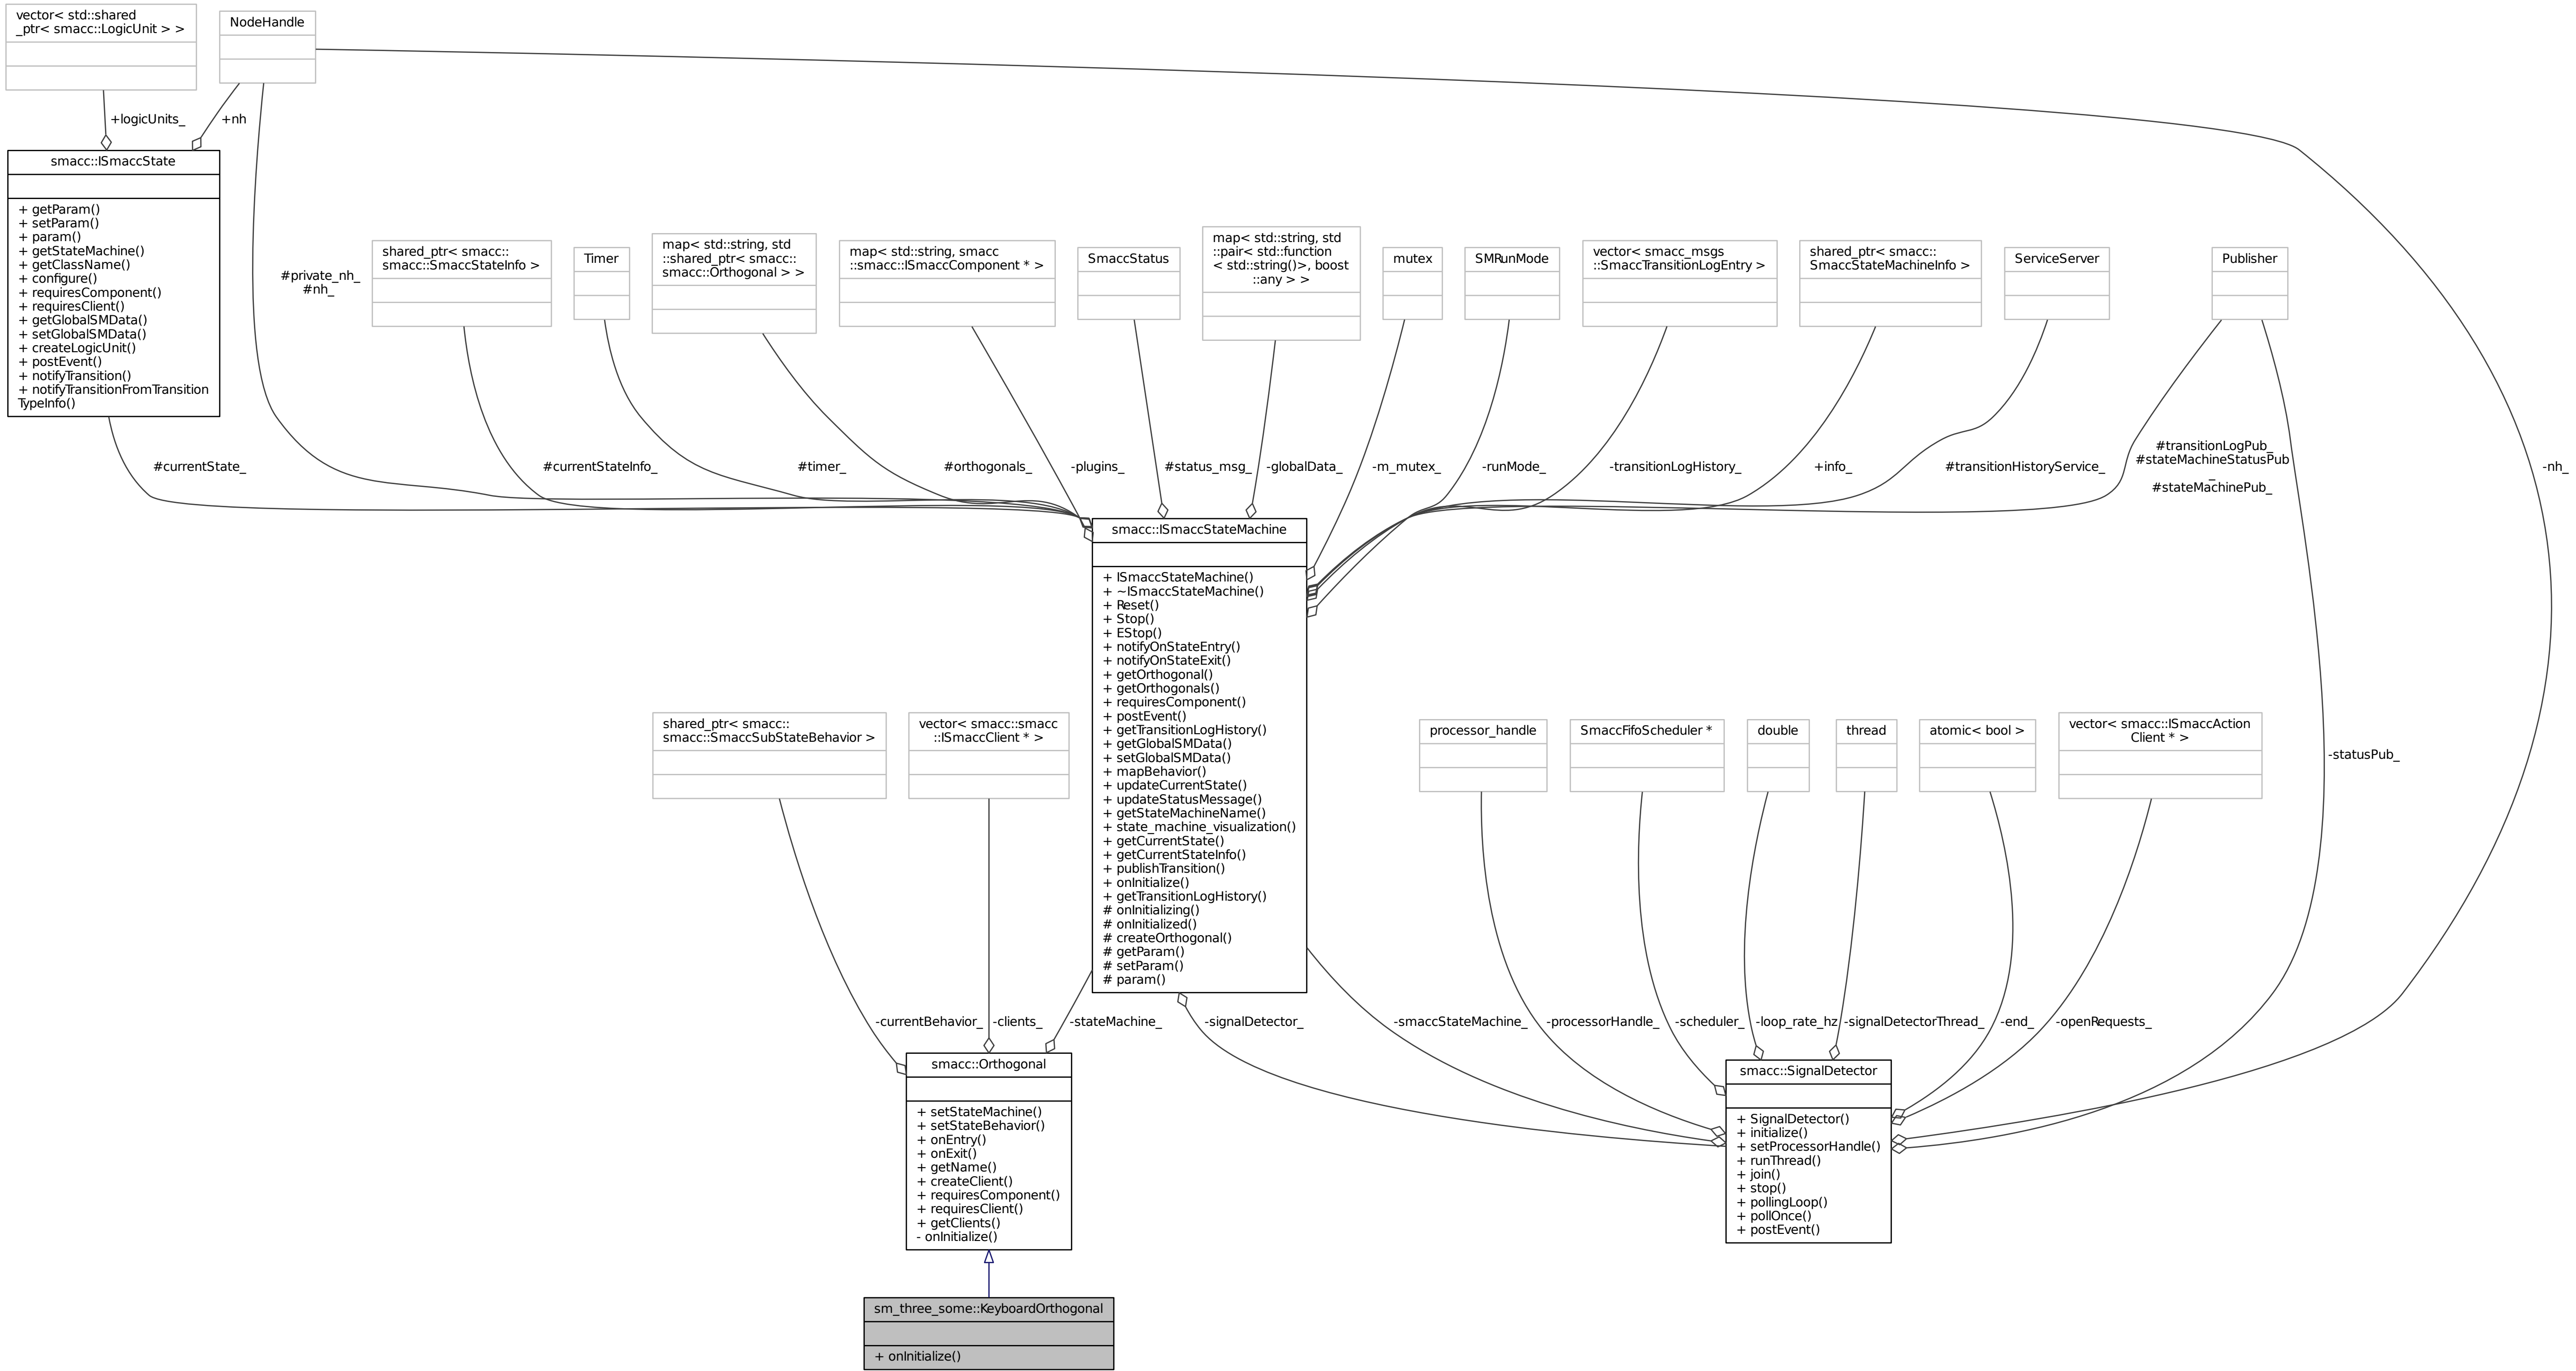 vector< std::shared
_ptr< smacc::LogicUnit > >
NodeHandle
+logicUnits_
+nh
smacc::ISmaccState
+ getParam()
+ setParam()
+ param()
+ getStateMachine()
+ getClassName()
+ configure()
+ requiresComponent()
+ requiresClient()
+ getGlobalSMData()
+ setGlobalSMData()
+ createLogicUnit()
+ postEvent()
+ notifyTransition()
+ notifyTransitionFromTransition
TypeInfo()
#private_nh_
#nh_
shared_ptr< smacc::
smacc::SmaccStateInfo >
Timer
map< std::string, std
::shared_ptr< smacc::
smacc::Orthogonal > >
map< std::string, smacc
::smacc::ISmaccComponent * >
SmaccStatus
map< std::string, std
::pair< std::function
< std::string()>, boost
::any > >
mutex
SMRunMode
vector< smacc_msgs
::SmaccTransitionLogEntry >
shared_ptr< smacc::
SmaccStateMachineInfo >
ServiceServer
Publisher
#currentState_
#currentStateInfo_
#timer_
#orthogonals_
-plugins_
#status_msg_
-globalData_
-m_mutex_
-runMode_
-transitionLogHistory_
+info_
#transitionHistoryService_
#transitionLogPub_
#stateMachineStatusPub
_
#stateMachinePub_
-nh_
smacc::ISmaccStateMachine
+ ISmaccStateMachine()
+ ~ISmaccStateMachine()
+ Reset()
+ Stop()
+ EStop()
+ notifyOnStateEntry()
+ notifyOnStateExit()
+ getOrthogonal()
+ getOrthogonals()
+ requiresComponent()
+ postEvent()
+ getTransitionLogHistory()
+ getGlobalSMData()
+ setGlobalSMData()
+ mapBehavior()
+ updateCurrentState()
+ updateStatusMessage()
+ getStateMachineName()
+ state_machine_visualization()
+ getCurrentState()
+ getCurrentStateInfo()
+ publishTransition()
+ onInitialize()
+ getTransitionLogHistory()
# onInitializing()
# onInitialized()
# createOrthogonal()
# getParam()
# setParam()
# param()
shared_ptr< smacc::
smacc::SmaccSubStateBehavior >
vector< smacc::smacc
::ISmaccClient * >
processor_handle
SmaccFifoScheduler *
double
thread
atomic< bool >
vector< smacc::ISmaccAction
Client * >
-statusPub_
-currentBehavior_
-clients_
-stateMachine_
-signalDetector_
-smaccStateMachine_
-processorHandle_
-scheduler_
-loop_rate_hz
-signalDetectorThread_
-end_
-openRequests_
smacc::Orthogonal
+ setStateMachine()
+ setStateBehavior()
+ onEntry()
+ onExit()
+ getName()
+ createClient()
+ requiresComponent()
+ requiresClient()
+ getClients()
- onInitialize()
smacc::SignalDetector
+ SignalDetector()
+ initialize()
+ setProcessorHandle()
+ runThread()
+ join()
+ stop()
+ pollingLoop()
+ pollOnce()
+ postEvent()
sm_three_some::KeyboardOrthogonal
+ onInitialize()